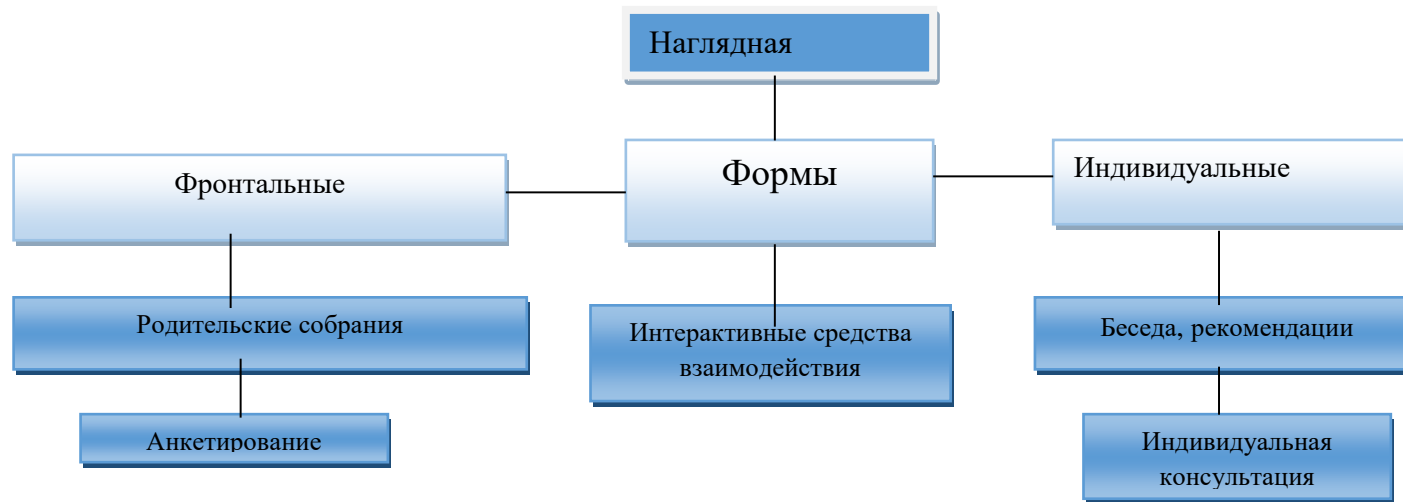 Наглядная
Фронтальные
Формы
Индивидуальные
Родительские собрания
Интерактивные средства
взаимодействия
Беседа, рекомендации
Анкетирование
Индивидуальная
консультация